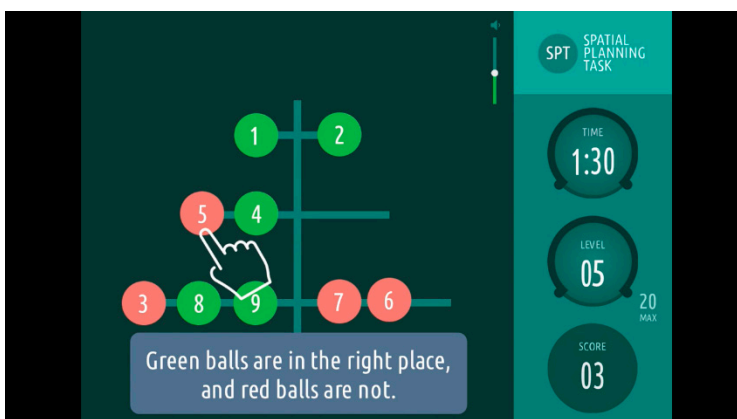 SPT
SPATIAL
PLANNING
TASK
1 2
TIME
1:30
5 4
LEVEL
05
20
MAX
3 8 9 7 6
Green balls are in the right place,
and red balls are not.
SCORE
03